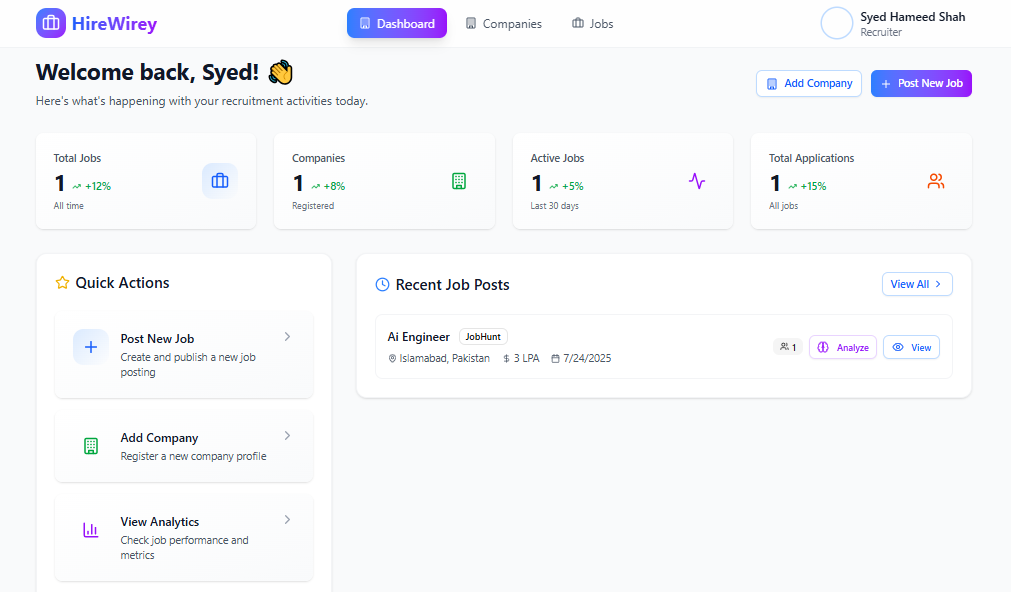 HireWirey
Dashboard
Companies
Jobs
Syed Hameed Shah
Recruiter
Welcome back, Syed! 👋
Here's what's happening with your recruitment activities today.
Add Company
+ Post New Job
Total Jobs
1 +12%
All time
Companies
1 +8%
Registered
Active Jobs
1 +5%
Last 30 days
Total Applications
1 +15%
All jobs
Quick Actions
Post New Job
Create and publish a new job
posting
Add Company
Register a new company profile
View Analytics
Check job performance and
metrics
Recent Job Posts
View All
Ai Engineer JobHunt
Islamabad, Pakistan $ 3 LPA 7/24/2025
1
Analyze
View